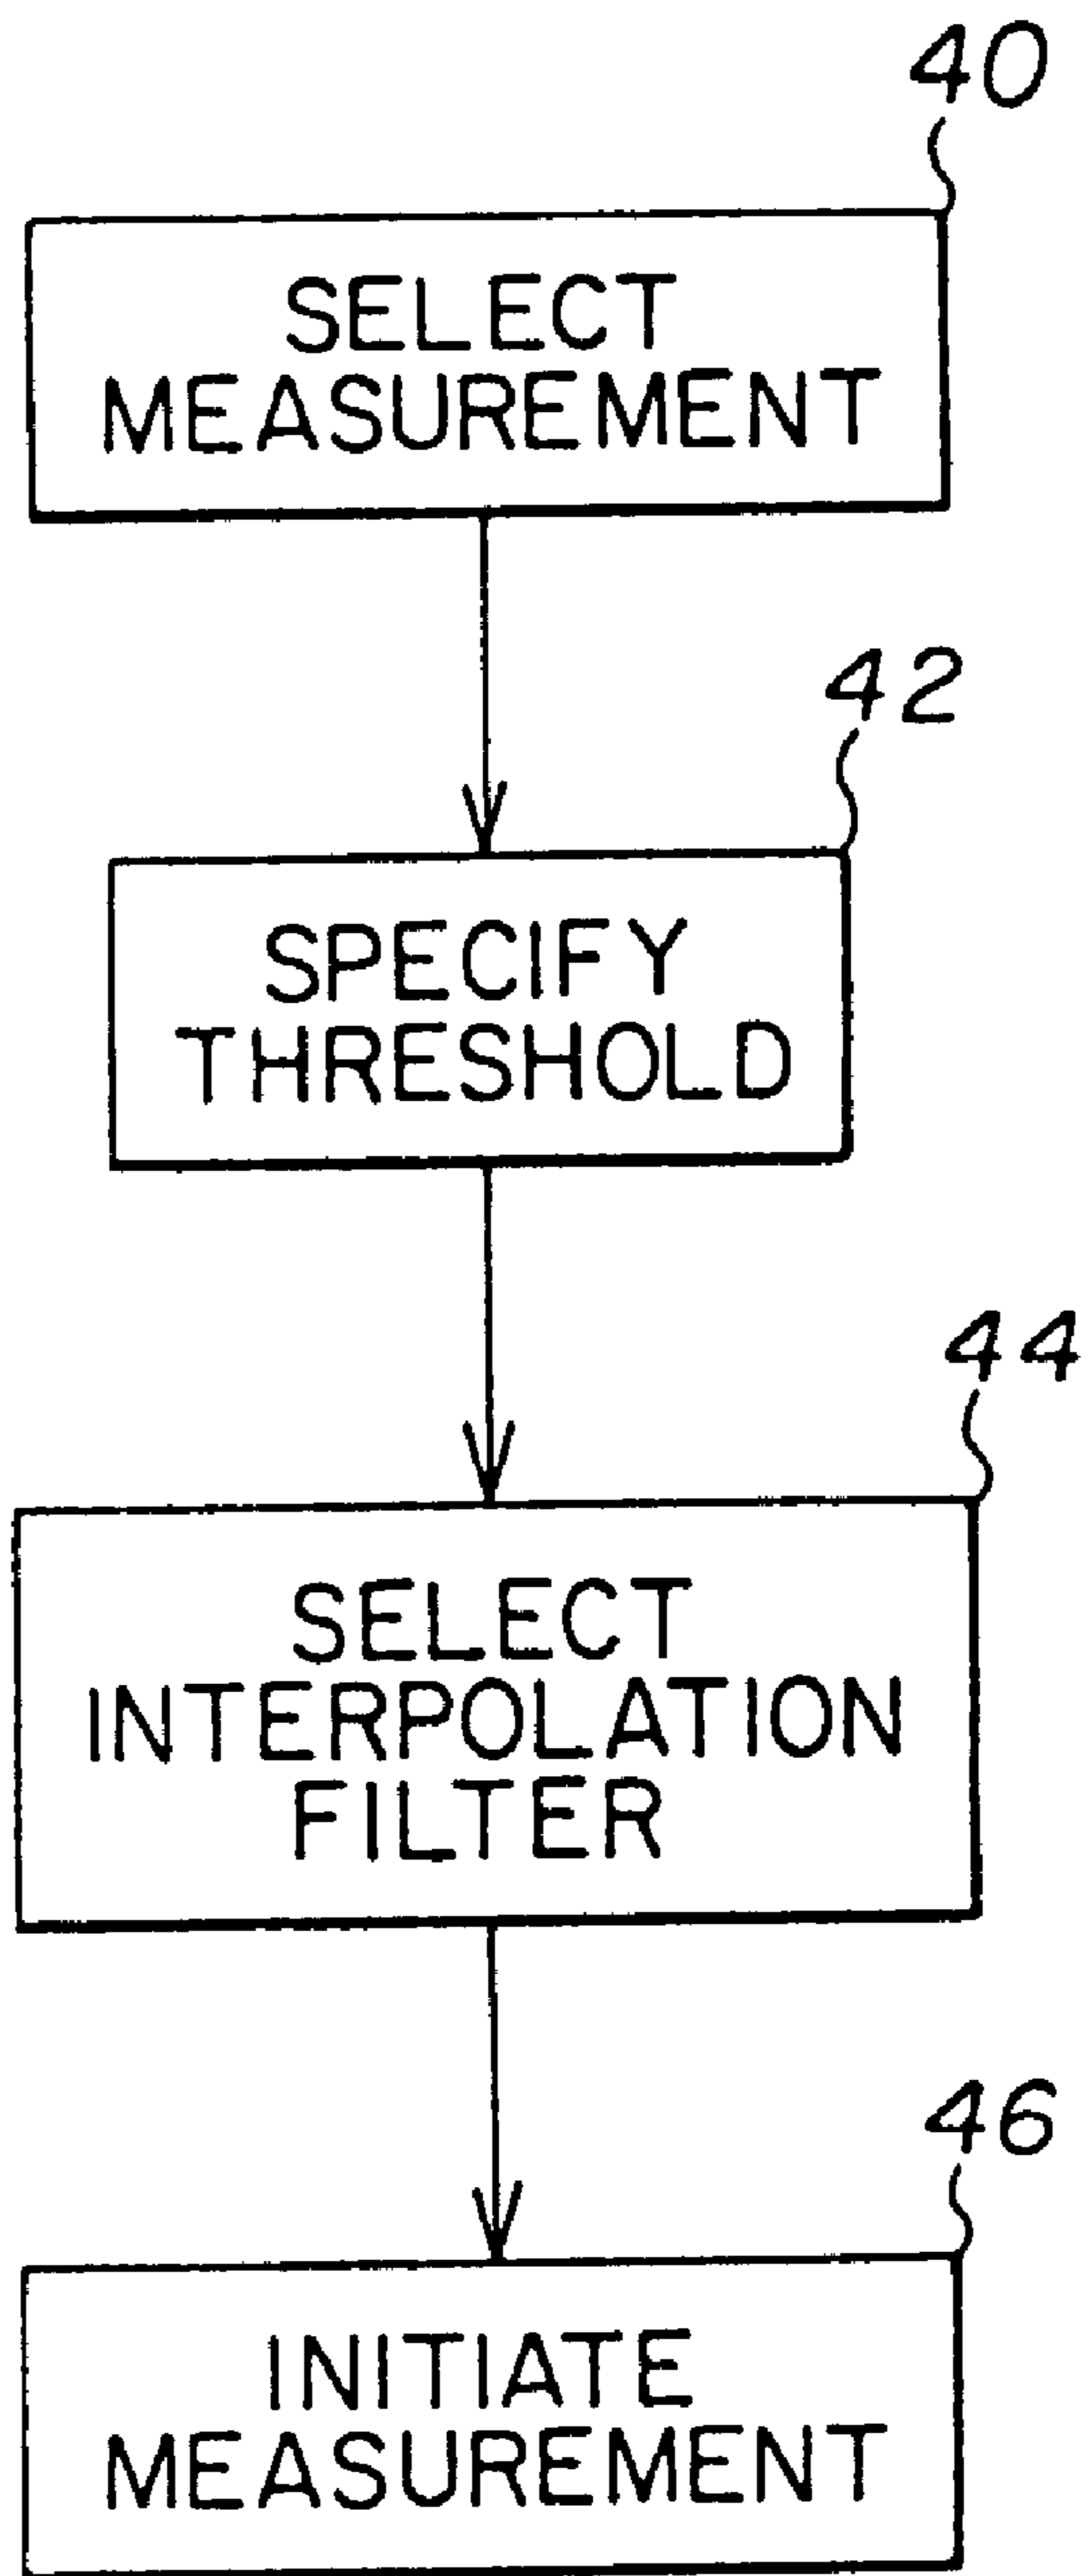 40
SELECT
MEASUREMENT
42
SPECIFY
THRESHOLD
44
SELECT
INTERPOLATION
FILTER
46
INITIATE
MEASUREMENT